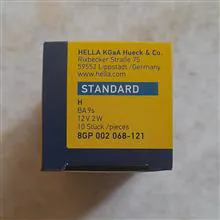 HELLA KGaA Hueck & Co.
Rixbecker Straße 75
59552 Lippstadt / Germany
www.hella.com
STANDARD
H
BA9s
12V 2W
10 Stück / pieces
8GP 002 068-121